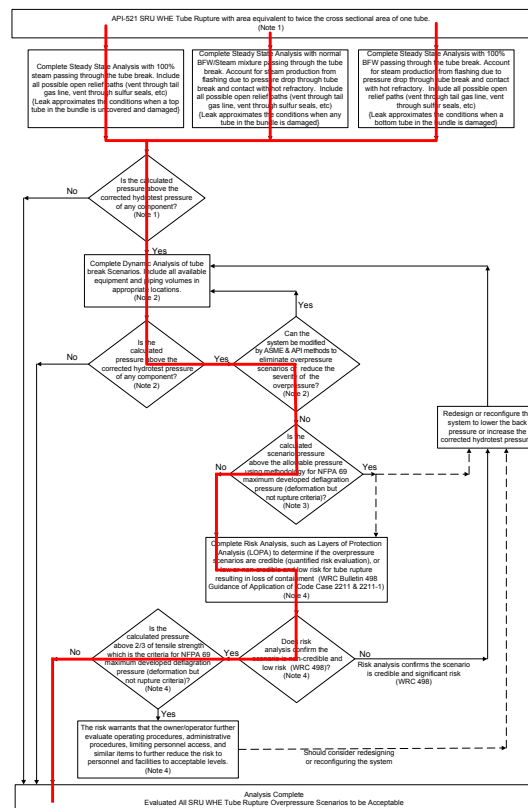 API-521 SRU WHE Tube Rupture with area equivalent to twice the cross sectional area of one tube.
(Note 1)
Complete Steady State Analysis with 100%
steam passing through the tube break. Include
all possible open relief paths (vent through tail
gas line, vent through sulfur seals, etc)
{Leak approximates the conditions when a top
tube in the bundle is uncovered and damaged}
Complete Steady State Analysis with normal
BFW/Steam mixture passing through the tube
break. Account for steam production from
flashing due to pressure drop through tube
break and contact with hot refractory. Include
all possible open relief paths (vent through tail
gas line, vent through sulfur seals, etc)
{Leak approximates the conditions when any
tube in the bundle is damaged}
Complete Steady State Analysis with 100%
BFW passing through the tube break. Account
for steam production from flashing due to
pressure drop through tube break and contact
with hot refractory. Include all possible open
relief paths (vent through tail gas line, vent
through sulfur seals, etc)
{Leak approximates the conditions when a
bottom tube in the bundle is damaged}
No
Is the calculated
pressure above the
corrected hydrotest pressure
of any component?
(Note 1)
Yes
Complete Dynamic Analysis of tube
break Scenarios. Include all available
equipment and piping volumes in
appropriate locations.
(Note 2)
Yes
No
Is the
calculated
pressure above the
corrected hydrotest pressure
of any component?
(Note 2)
Yes
Can the
system be modified
by ASME & API methods to
eliminate overpressure
scenarios or reduce the
severity of the
overpressure?
(Note 2)
No
Redesign or reconfigure the
system to lower the back
pressure or increase the
corrected hydrotest pressure
No
Is the
calculated
scenario pressure
above the allowable pressure
using methodology for NFPA 69
maximum developed deflagration
pressure (deformation but
not rupture criteria)?
(Note 3)
Yes
Complete Risk Analysis, such as Layers of Protection
Analysis (LOPA) to determine if the overpressure
scenarios are credible (quantified risk evaluation), or
low or non-credible and low risk for tube rupture
resulting in loss of containment (WRC Bulletin 498
Guidance of Application of Code Case 2211 & 2211-1)
(Note 4)
No
Is the
calculated pressure
above 2/3 of tensile strength
which is the criteria for NFPA 69
maximum developed deflagration
pressure (deformation but
not rupture criteria)?
(Note 4)
Yes
Does risk
analysis confirm the
scenario is non-credible and
low risk (WRC 498)?
(Note 4)
No
Risk analysis confirms the scenario
is credible and significant risk
(WRC 498)
Yes
The risk warrants that the owner/operator further
evaluate operating procedures, administrative
procedures, limiting personnel access, and
similar items to further reduce the risk to
personnel and facilities to acceptable levels.
(Note 4)
Should consider redesigning
or reconfiguring the system
Analysis Complete
Evaluated All SRU WHE Tube Rupture Overpressure Scenarios to be Acceptable